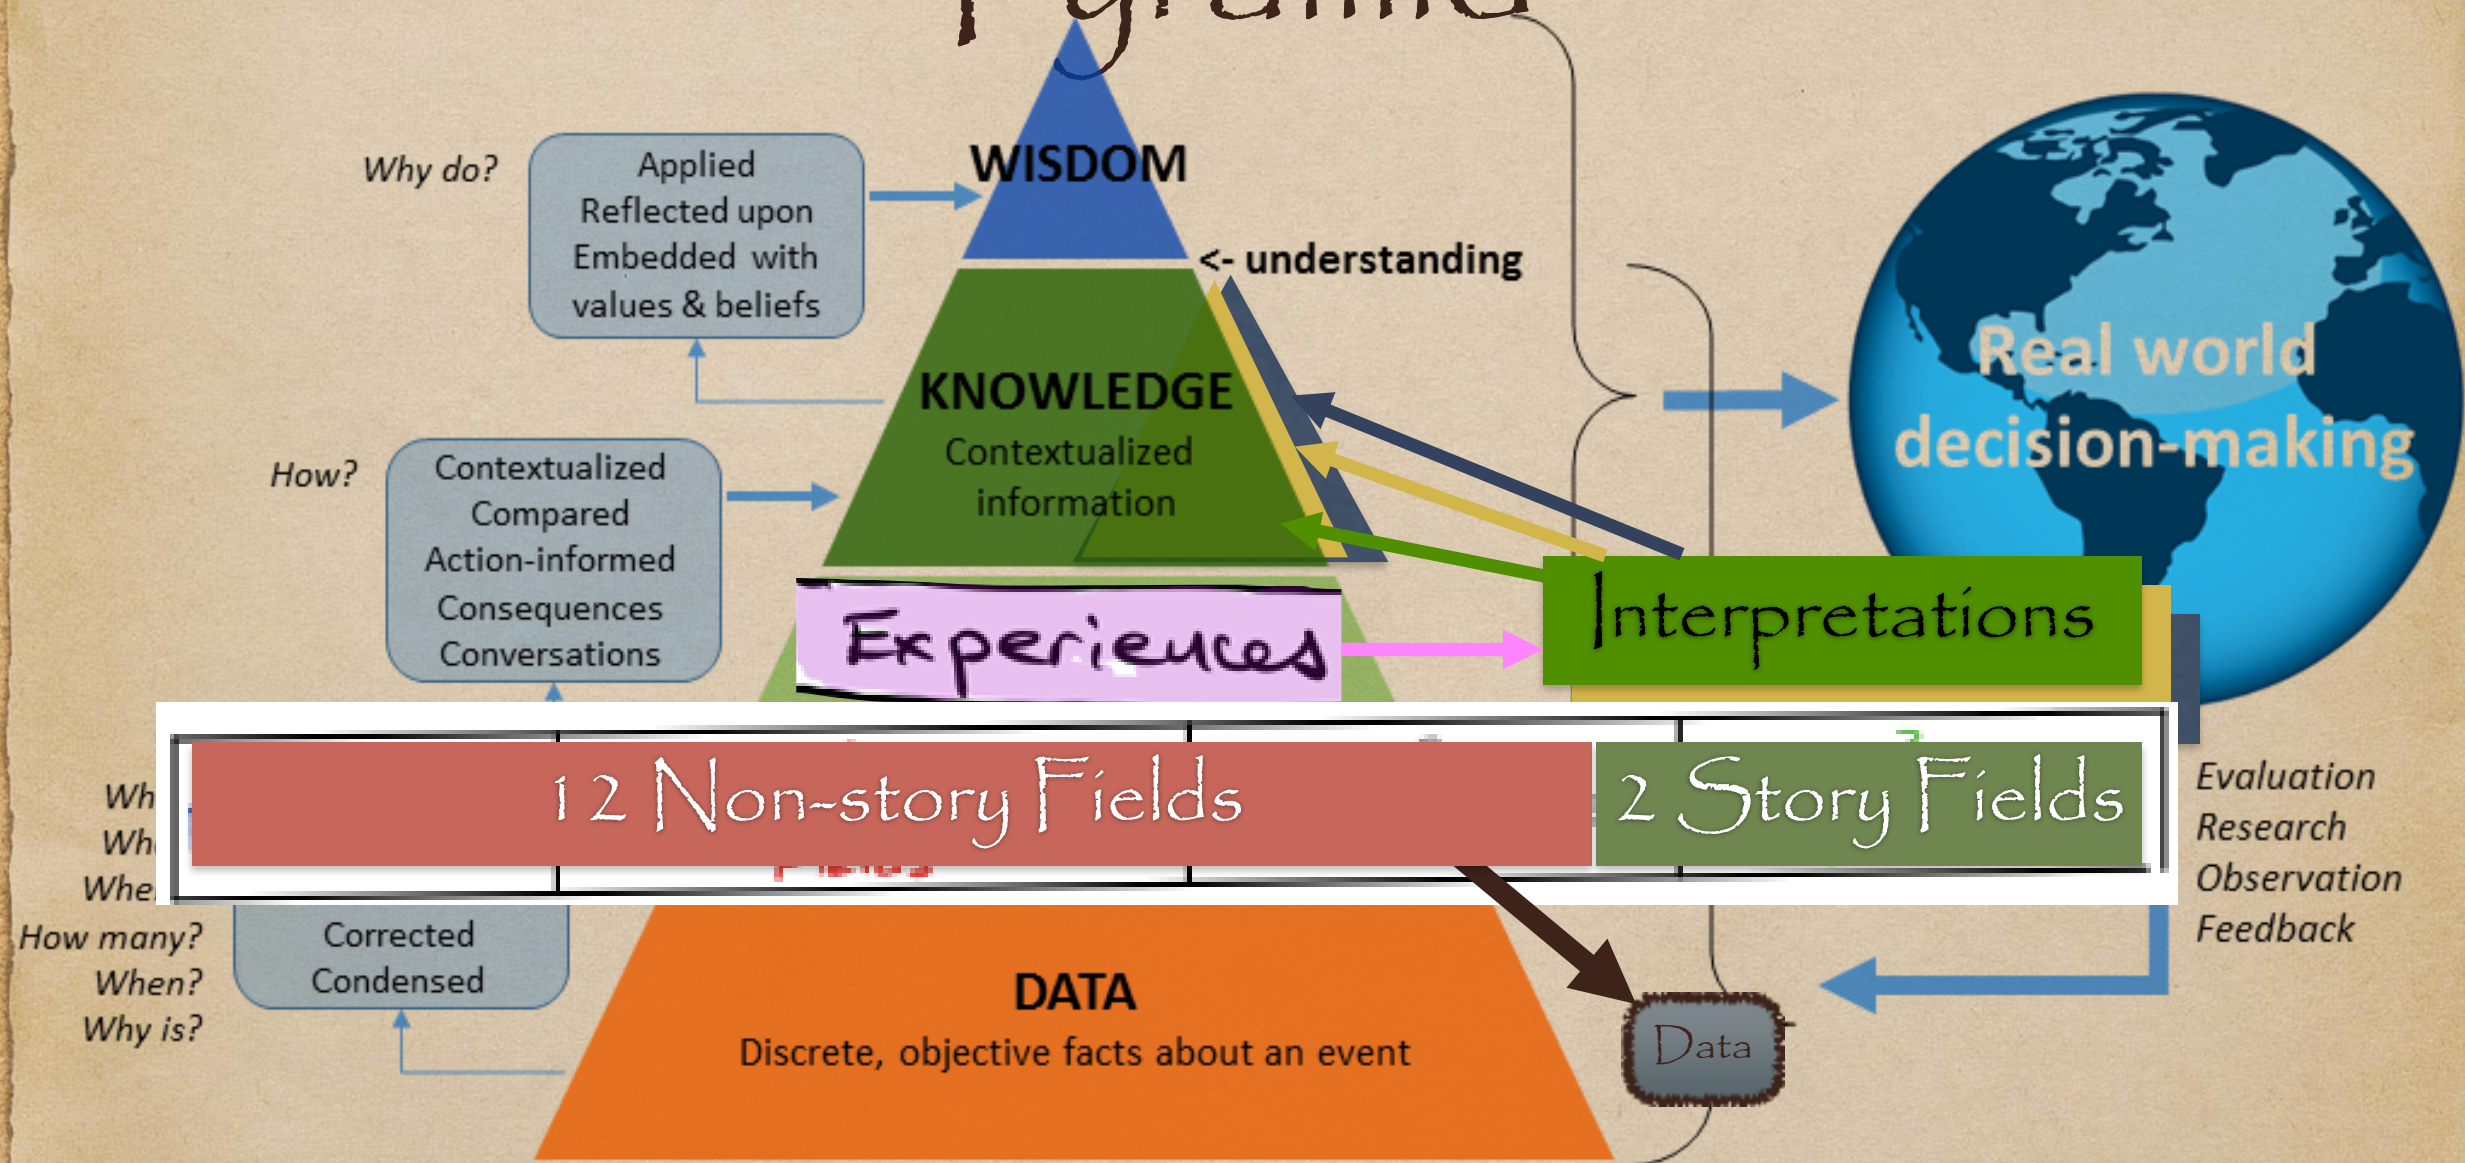 Pyramid
Why do?
Applied
Reflected upon
Embedded with
values & beliefs
WISDOM
<- understanding
How?
Contextualized
Compared
Action-informed
Consequences
Conversations
KNOWLEDGE
Contextualized
information
Real world
decision-making
Experiences
Interpretations
12 Non-story Fields
2 Story Fields
How many?
When?
Why is?
Corrected
Condensed
DATA
Discrete, objective facts about an event
Data
Evaluation
Research
Observation
Feedback